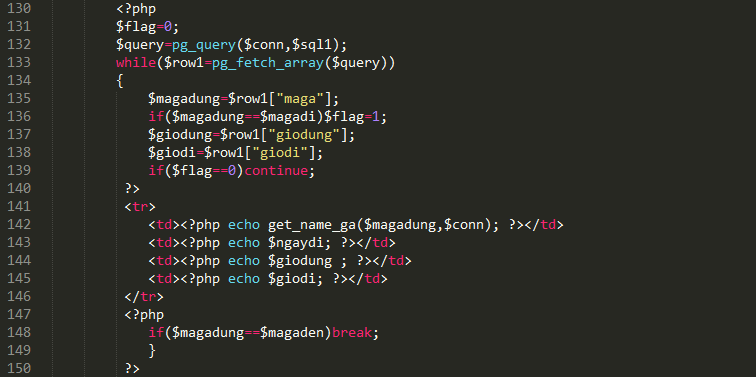 130 <?php
131 $flag=0;
132 $query=pg_query($conn,$sql1);
133 while($row1=pg_fetch_array($query))
134 {
135 $magadung=$row1["maga"];
136 if($magadung==$magadi)$flag=1;
137 $giodung=$row1["giodung"];
138 $giodi=$row1["giodi"];
139 if($flag==0)continue;
140 ?>
141 <tr>
142 <td><?php echo get_name_ga($magadung,$conn); ?></td>
143 <td><?php echo $ngaydi; ?></td>
144 <td><?php echo $giodung ; ?></td>
145 <td><?php echo $giodi; ?></td>
146 </tr>
147 <?php
148 if($magadung==$magaden)break;
149 }
150 ?>